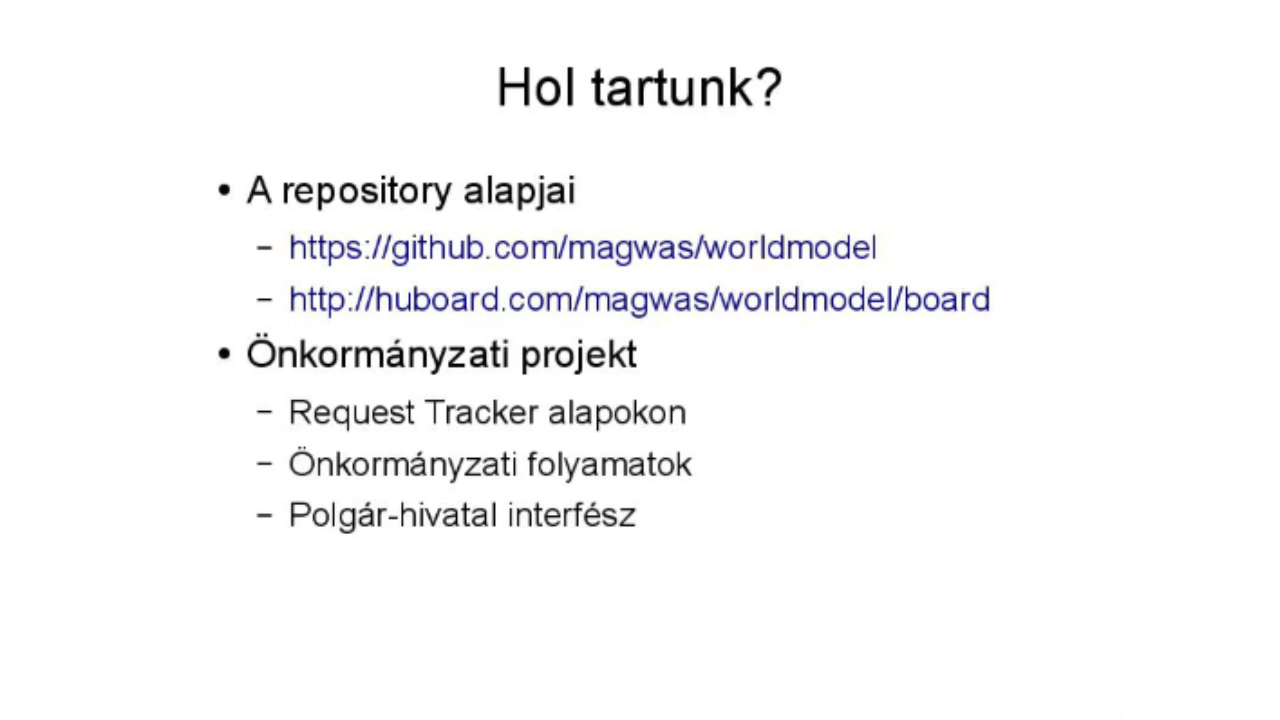 Hol tartunk?
• A repository alapjai
– https://github.com/magwas/worldmodel
– http://huboard.com/magwas/worldmodel/board
• Önkormányzati projekt
– Request Tracker alapokon
– Önkormányzati folyamatok
– Polgár-hivatal interfész